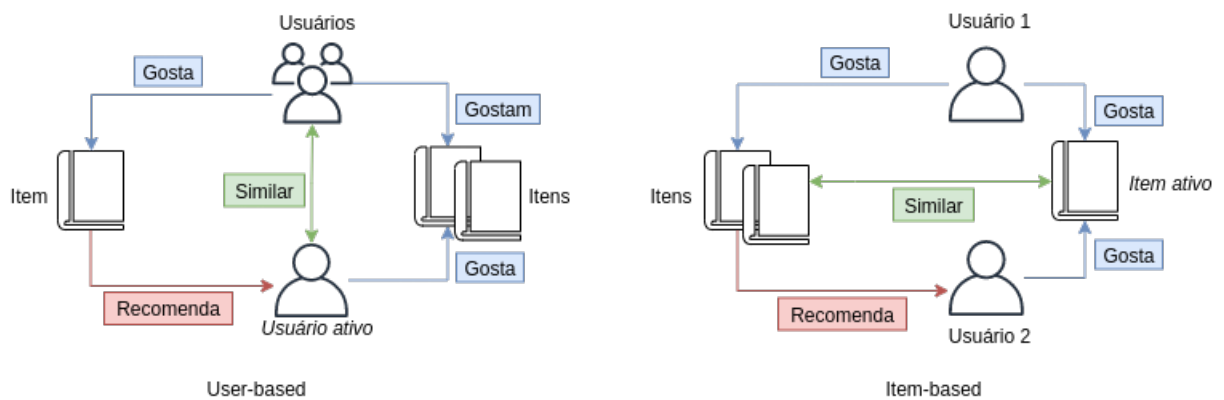 Usuários
Gosta
Gostam
Item
Similar
Itens
Gosta
Recomenda
Usuário ativo
User-based
Usuário 1
Gosta
Gosta
Itens
Similar
Item ativo
Gosta
Recomenda
Usuário 2
Item-based